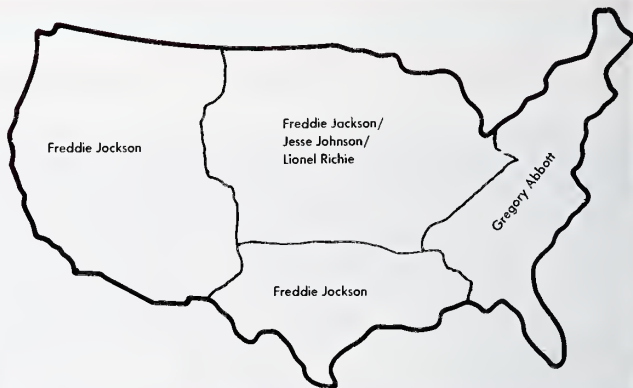 Freddie Jockson
Freddie Jackson/
Jesse Johnson/
Lionel Richie
Gregory Abbott
Freddie Jockson